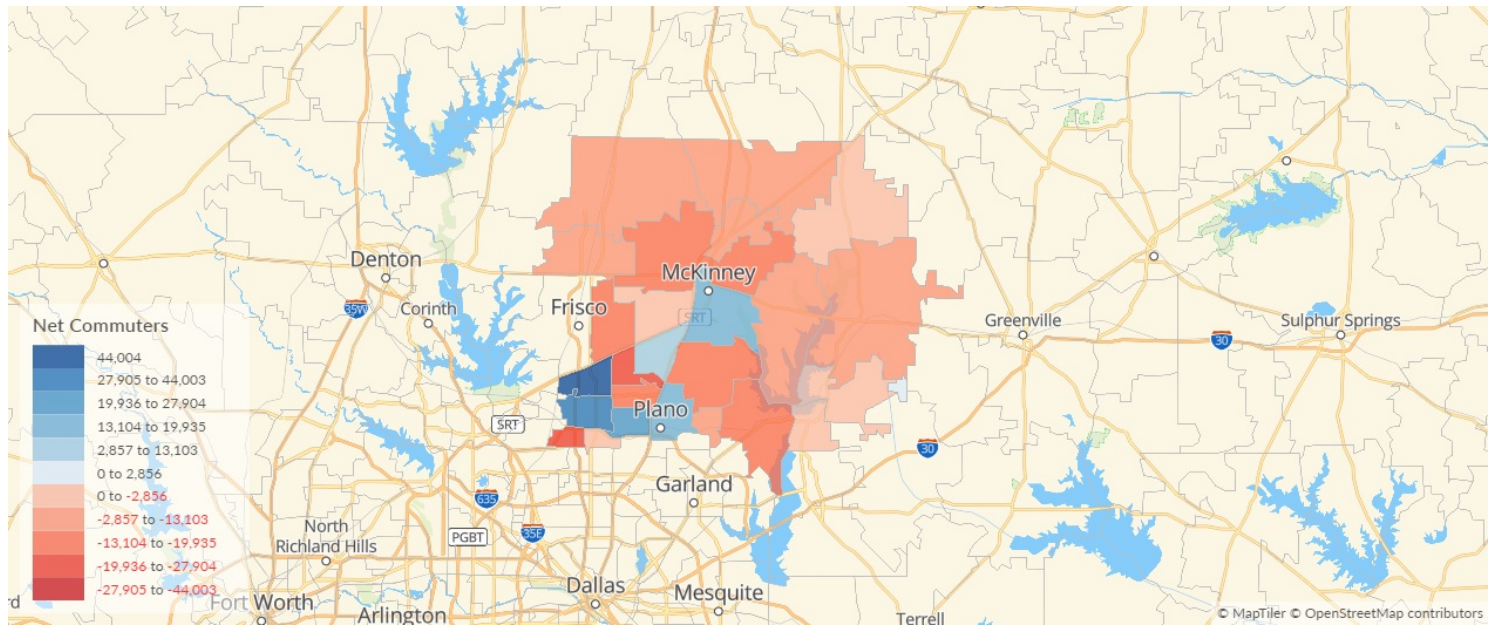 Denton
McKinney
35W
Corinth
Frisco
SRT
Greenville
Sulphur Springs
30
Net Commuters
44,004
27,905 to 44,003
19,936 to 27,904
13,104 to 19,935
2,857 to 13,103
0 to 2,856
0 to -2,856
-2,857 to -13,103
-13,104 to -19,935
-19,936 to -27,904
-27,905 to -44,003
SRT
Plano
30
Garland
635
North
Richland Hills
PGBT
35E
Dallas
Mesquite
Fort Worth
Arlington
Terrell
rd
© MapTiler © OpenStreetMap contributors